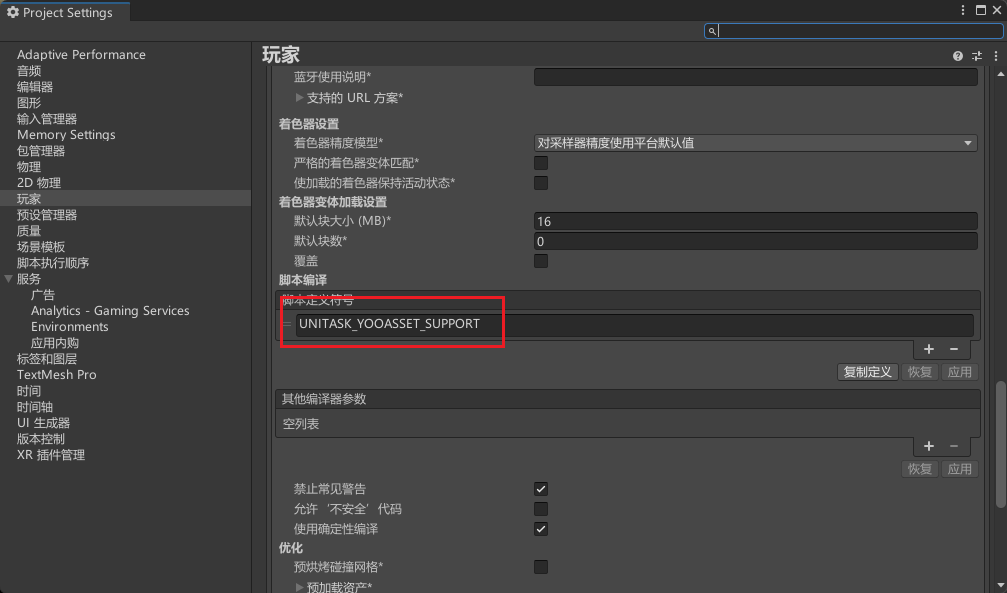 Project Settings
Adaptive Performance
音频
编辑器
图形
输入管理器
Memory Settings
包管理器
物理
2D 物理
玩家
预设管理器
质量
场景模板
脚本执行顺序
服务
广告
Analytics - Gaming Services
Environments
应用内购
标签和图层
TextMesh Pro
时间
时间轴
UI 生成器
版本控制
XR 插件管理
玩家
蓝牙使用说明*
支持的 URL 方案*
着色器设置
着色器精度模型* 对采样器精度使用平台默认值
严格的着色器变体匹配*
使加载的着色器保持活动状态*
着色器变体加载设置
默认块大小 (MB)* 16
默认块数* 0
覆盖
脚本编译
脚本定义符号
UNITASK_YOOASSET_SUPPORT
复制定义 恢复 应用
其他编译器参数
空列表
恢复 应用
禁止常见警告
允许‘不安全’代码
使用确定性编译
优化
预烘烤碰撞网格*
预加载资产*